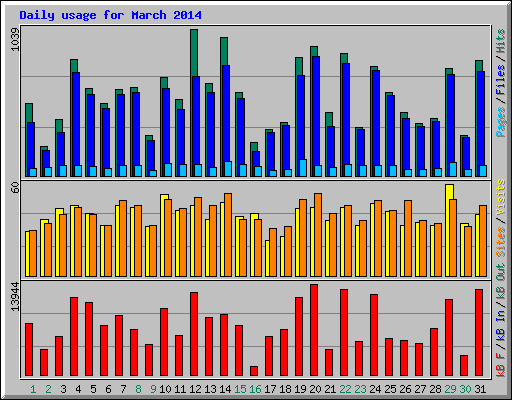 Daily usage for March 2014
1039
Pages / Files / Hits
60
Sites / Visits
13944
kB F / kB In / kB Out
1 2 3 4 5 6 7 8 9 10 11 12 13 14 15 16 17 18 19 20 21 22 23 24 25 26 27 28 29 30 31